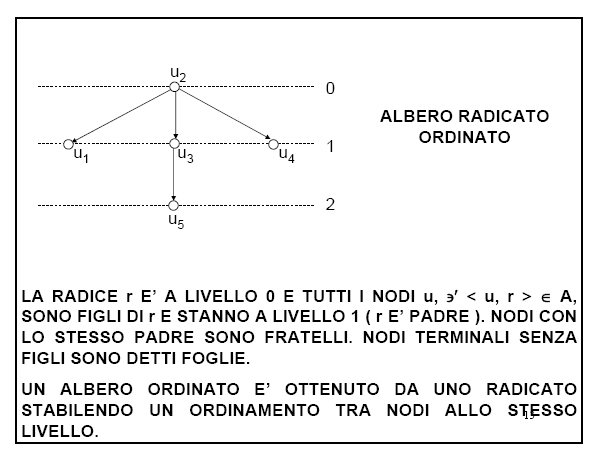 u2
0
ALBERO RADICATO
ORDINATO
u1
u3
u4
1
u5
2
LA RADICE r E' A LIVELLO 0 E TUTTI I NODI u, ∍' < u, r > ∈ A,
SONO FIGLI DI r E STANNO A LIVELLO 1 ( r E' PADRE ). NODI CON
LO STESSO PADRE SONO FRATELLI. NODI TERMINALI SENZA
FIGLI SONO DETTI FOGLIE.
UN ALBERO ORDINATO E' OTTENUTO DA UNO RADICATO
STABILENDO UN ORDINAMENTO TRA NODI ALLO STESSO
LIVELLO.